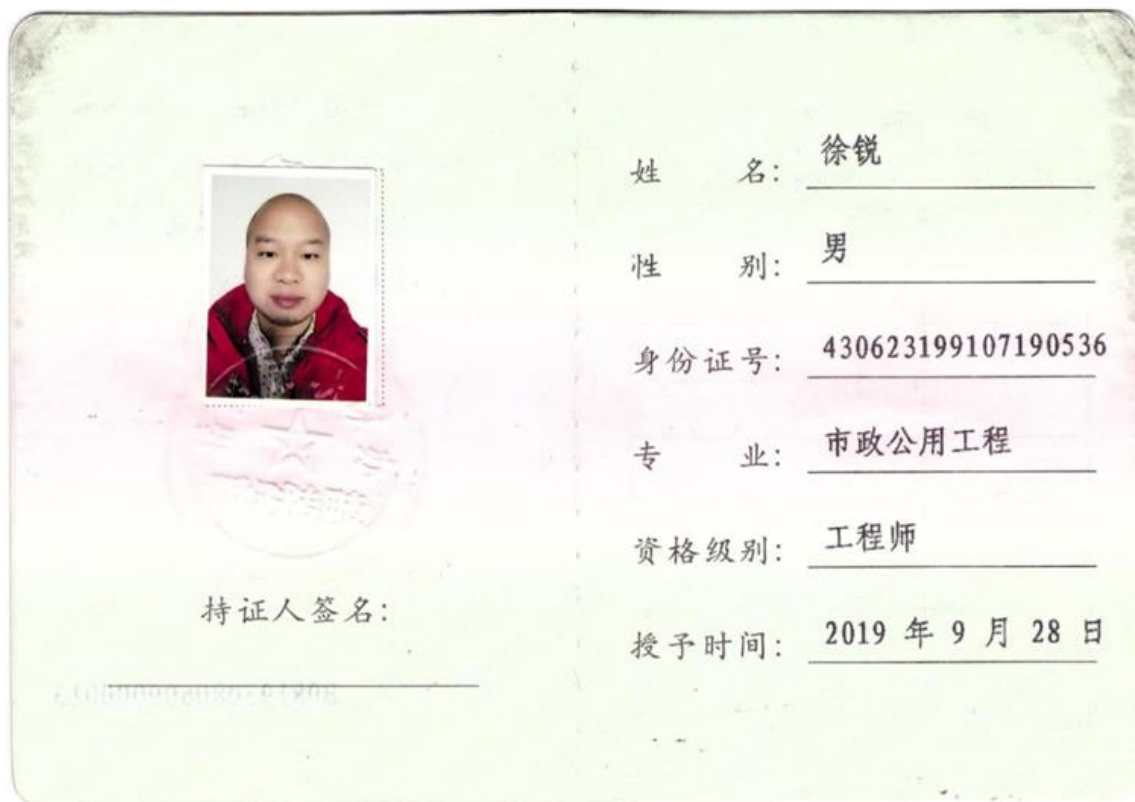 持证人签名：
姓 名：徐锐
性 别：男
身份证号：430623199107190536
专 业：市政公用工程
资格级别：工程师
授予时间：2019 年 9 月 28 日